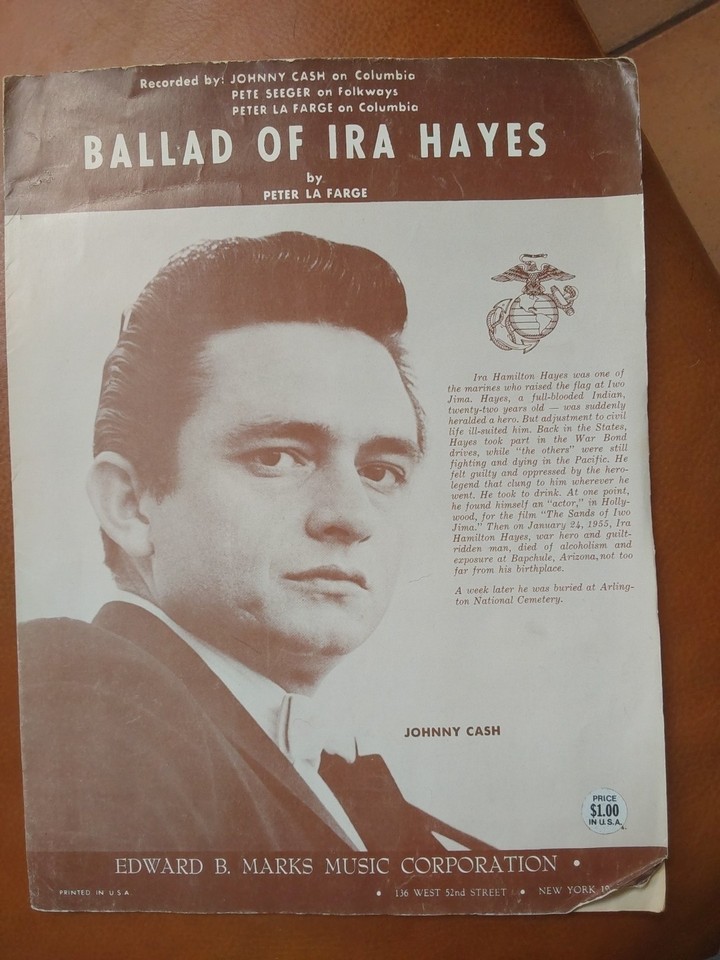 Recorded by: JOHNNY CASH on Columbia
PETE SEEGER on Folkways
PETER LA FARGE on Columbia
BALLAD OF IRA HAYES
by
PETER LA FARGE
Ira Hamilton Hayes was one of
the marines who raised the flag at Iwo
Jima. Hayes, a full-blooded Indian,
twenty-two years old — was suddenly
heralded a hero. But adjustment to civil
life ill-suited him. Back in the States,
Hayes took part in the War Bond
drives, while "the others" were still
fighting and dying in the Pacific. He
felt guilty and oppressed by the hero-
legend that clung to him wherever he
went. He took to drink. At one point,
he found himself an "actor," in Holly-
wood, for the film "The Sands of Iwo
Jima." Then on January 24, 1955, Ira
Hamilton Hayes, war hero and guilt-
ridden man, died of alcoholism and
exposure at Bapchule, Arizona, not too
far from his birthplace.
A week later he was buried at Arling-
ton National Cemetery.
JOHNNY CASH
PRICE
$1.00
IN U.S.A.
EDWARD B. MARKS MUSIC CORPORATION •
PRINTED IN U.S.A.
• 136 WEST 52nd STREET • NEW YORK 19